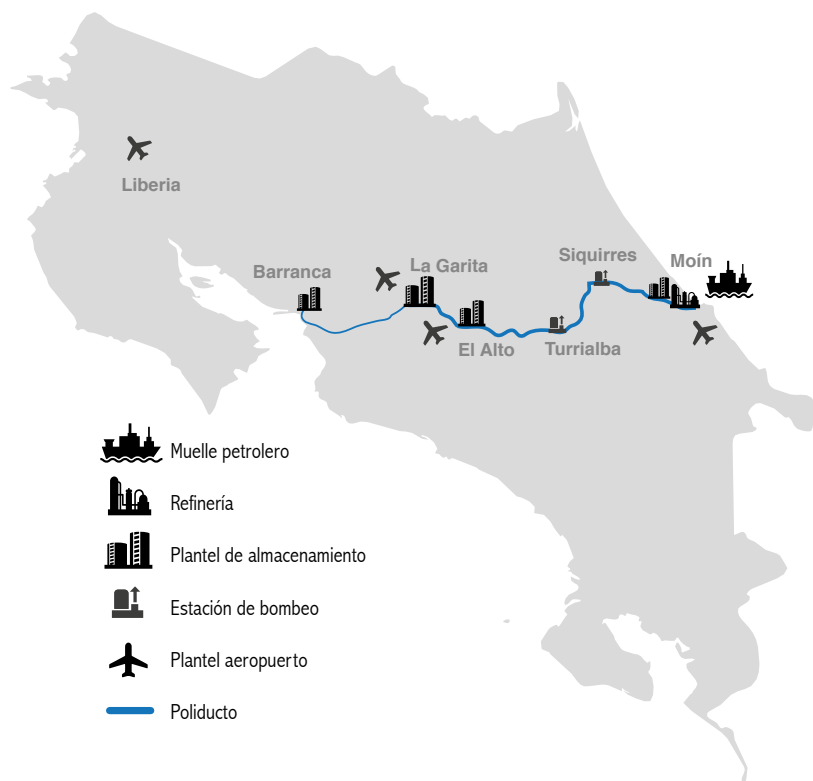 Liberia
Barranca
La Garita
El Alto
Turrialba
Siquirres
Moín
Muelle petrolero
Refinería
Plantel de almacenamiento
Estación de bombeo
Plantel aeropuerto
Poliducto